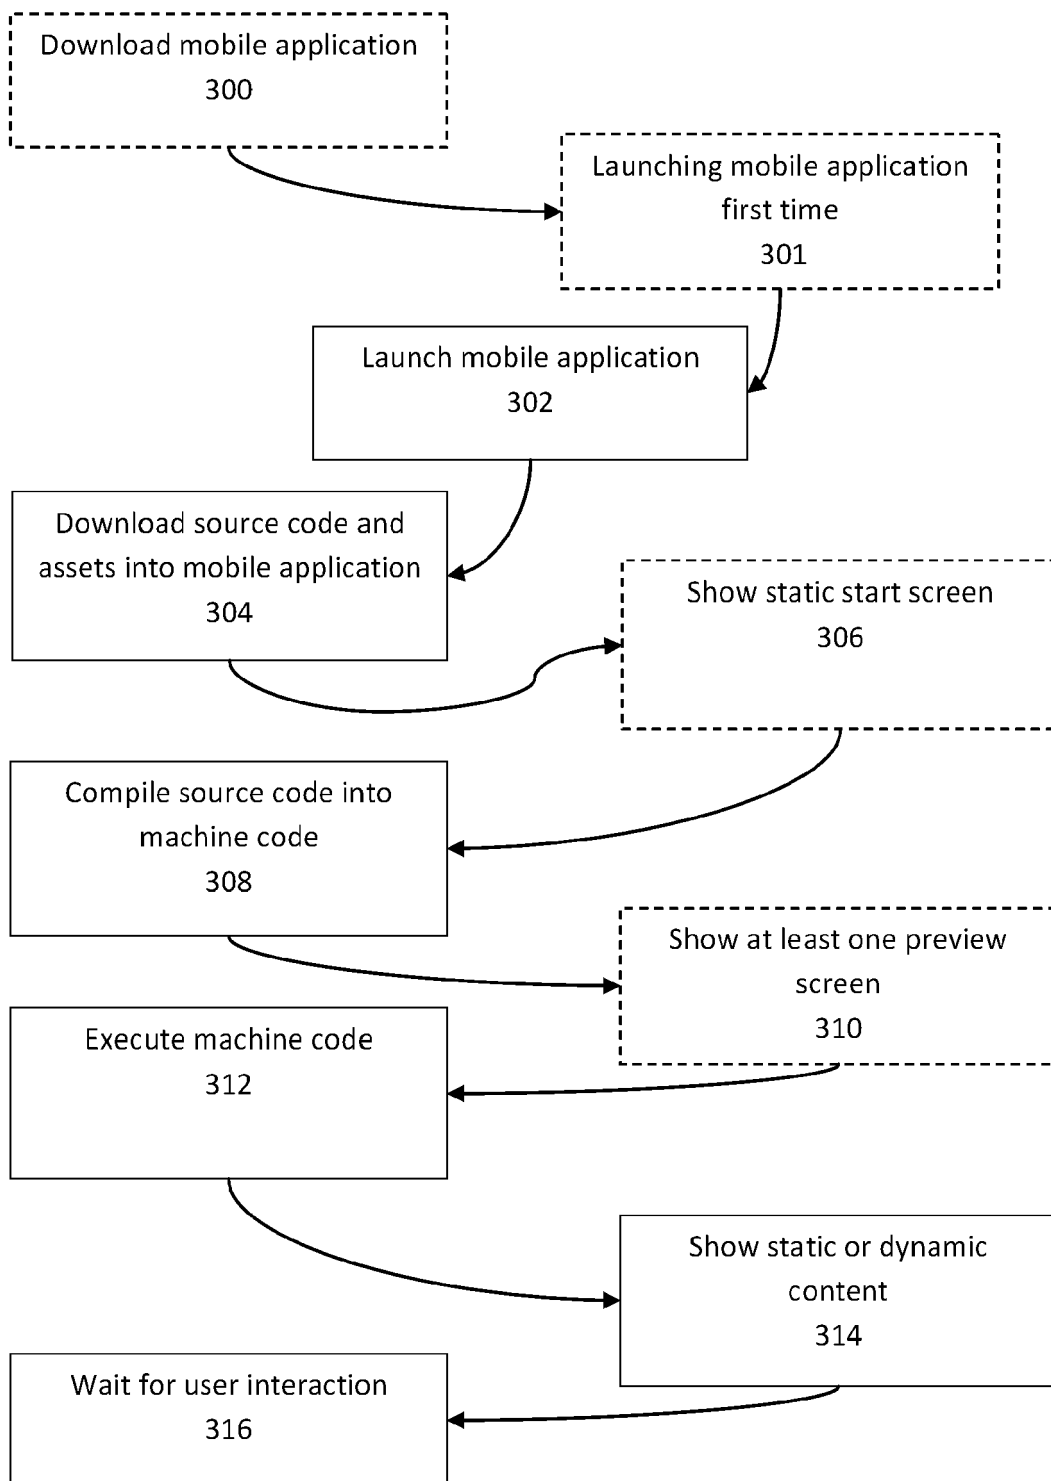 Download mobile application
300
Launching mobile application
first time
301
Launch mobile application
302
Download source code and
assets into mobile application
304
Show static start screen
306
Compile source code into
machine code
308
Show at least one preview
screen
310
Execute machine code
312
Show static or dynamic
content
314
Wait for user interaction
316